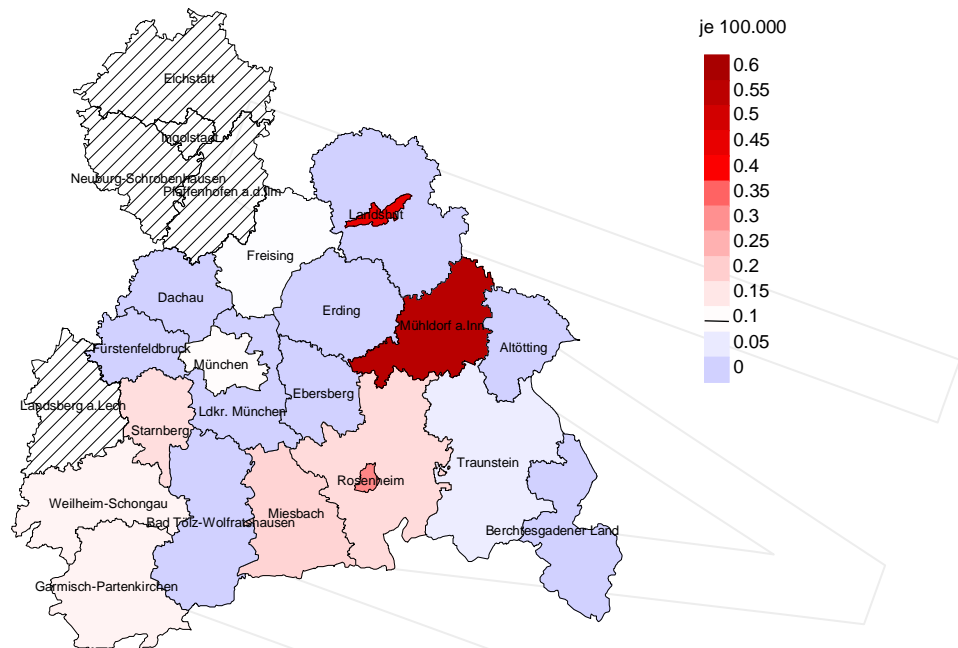 je 100.000
0.6
0.55
0.5
0.45
0.4
0.35
0.3
0.25
0.2
0.15
0.1
0.05
0
Eichstätt
Ingolstadt
Neuburg-Schrobenhausen
Pfaffenhofen a.d.Ilm
Landshut
Freising
Dachau
Erding
Mühldorf a.Inn
Altötting
Fürstenfeldbruck
München
Ebersberg
Landsberg a.Lech
Ldkr. München
Starnberg
Traunstein
Rosenheim
Weilheim-Schongau
Miesbach
Bad Tölz-Wolfratshausen
Berchtesgadener Land
Garmisch-Partenkirchen